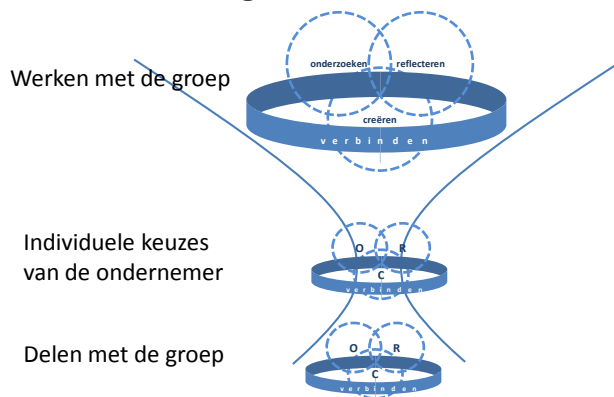 onderzoeken reflecteren
Werken met de groep
creëren
verbinden
Individuele keuzes
van de ondernemer
O R
C
verbinden
Delen met de groep
O R
C
verbinden